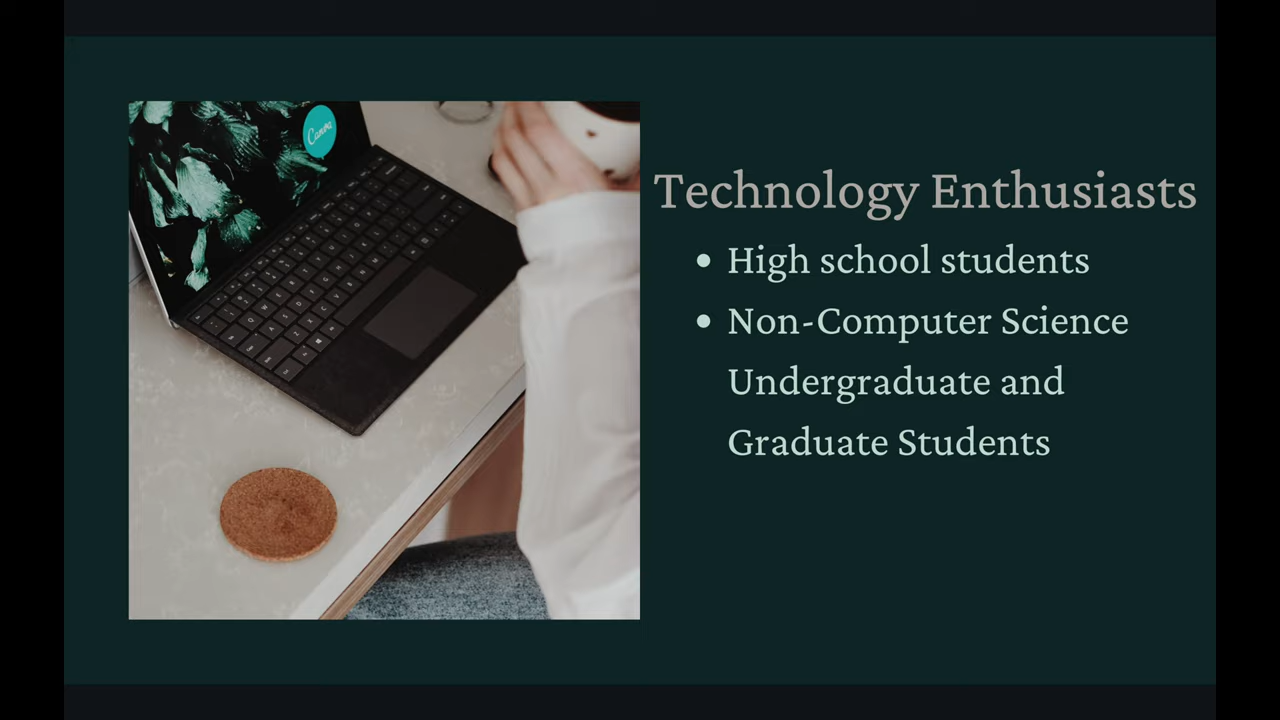 Canva
Technology Enthusiasts
• High school students
• Non-Computer Science
Undergraduate and
Graduate Students